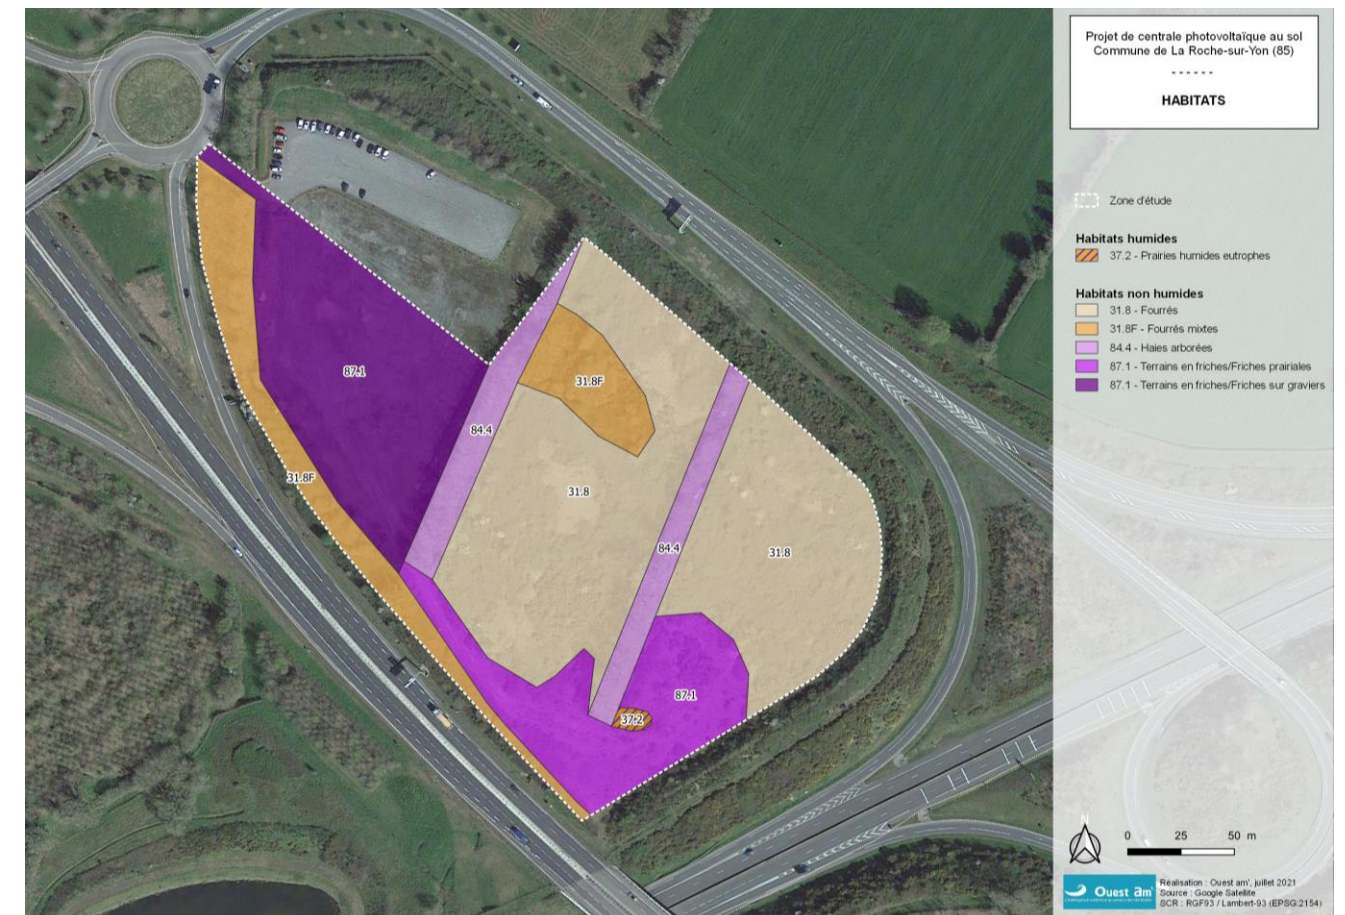 Projet de centrale photovoltaïque au sol
Commune de La Roche-sur-Yon (85)
------
HABITATS
Zone d'étude
Habitats humides
37.2 - Prairies humides eutrophes
Habitats non humides
31.8 - Fourrés
31.8F - Fourrés mixtes
84.4 - Haies arborées
87.1 - Terrains en friches/Friches prairiales
87.1 - Terrains en friches/Friches sur graviers
87.1
31.8F
84.4
31.8F
31.8
84.4
31.8
87.1
37.2
N
0 25 50 m
Ouest am'
Réalisation : Ouest am', juillet 2021
Source : Google Satellite
SCR : RGF93 / Lambert-93 (EPSG:2154)